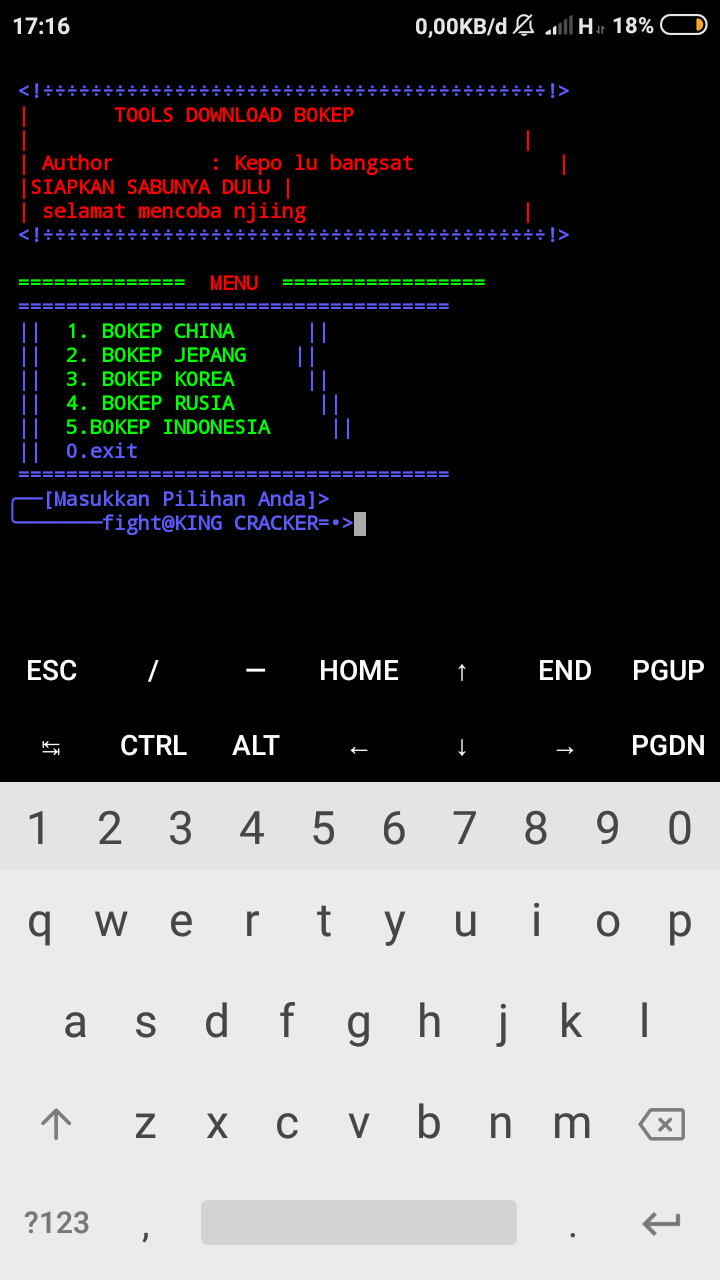 17:16 0,00KB/d H 18%
<!÷÷÷÷÷÷÷÷÷÷÷÷÷÷÷÷÷÷÷÷÷÷÷÷÷÷÷÷÷÷÷÷÷÷÷÷÷÷÷÷÷÷!>
| TOOLS DOWNLOAD BOKEP
| |
| Author : Kepo lu bangsat |
|SIAPKAN SABUNYA DULU |
| selamat mencoba njiing |
<!÷÷÷÷÷÷÷÷÷÷÷÷÷÷÷÷÷÷÷÷÷÷÷÷÷÷÷÷÷÷÷÷÷÷÷÷÷÷÷÷÷÷!>
============== MENU =================
====================================
|| 1. BOKEP CHINA ||
|| 2. BOKEP JEPANG ||
|| 3. BOKEP KOREA ||
|| 4. BOKEP RUSIA ||
|| 5.BOKEP INDONESIA ||
|| 0.exit
====================================
╭──[Masukkan Pilihan Anda]>
╰───────fight@KING CRACKER=•>
ESC / — HOME ↑ END PGUP
↹ CTRL ALT ← ↓ → PGDN
1 2 3 4 5 6 7 8 9 0
q w e r t y u i o p
a s d f g h j k l
z x c v b n m
?123 , .